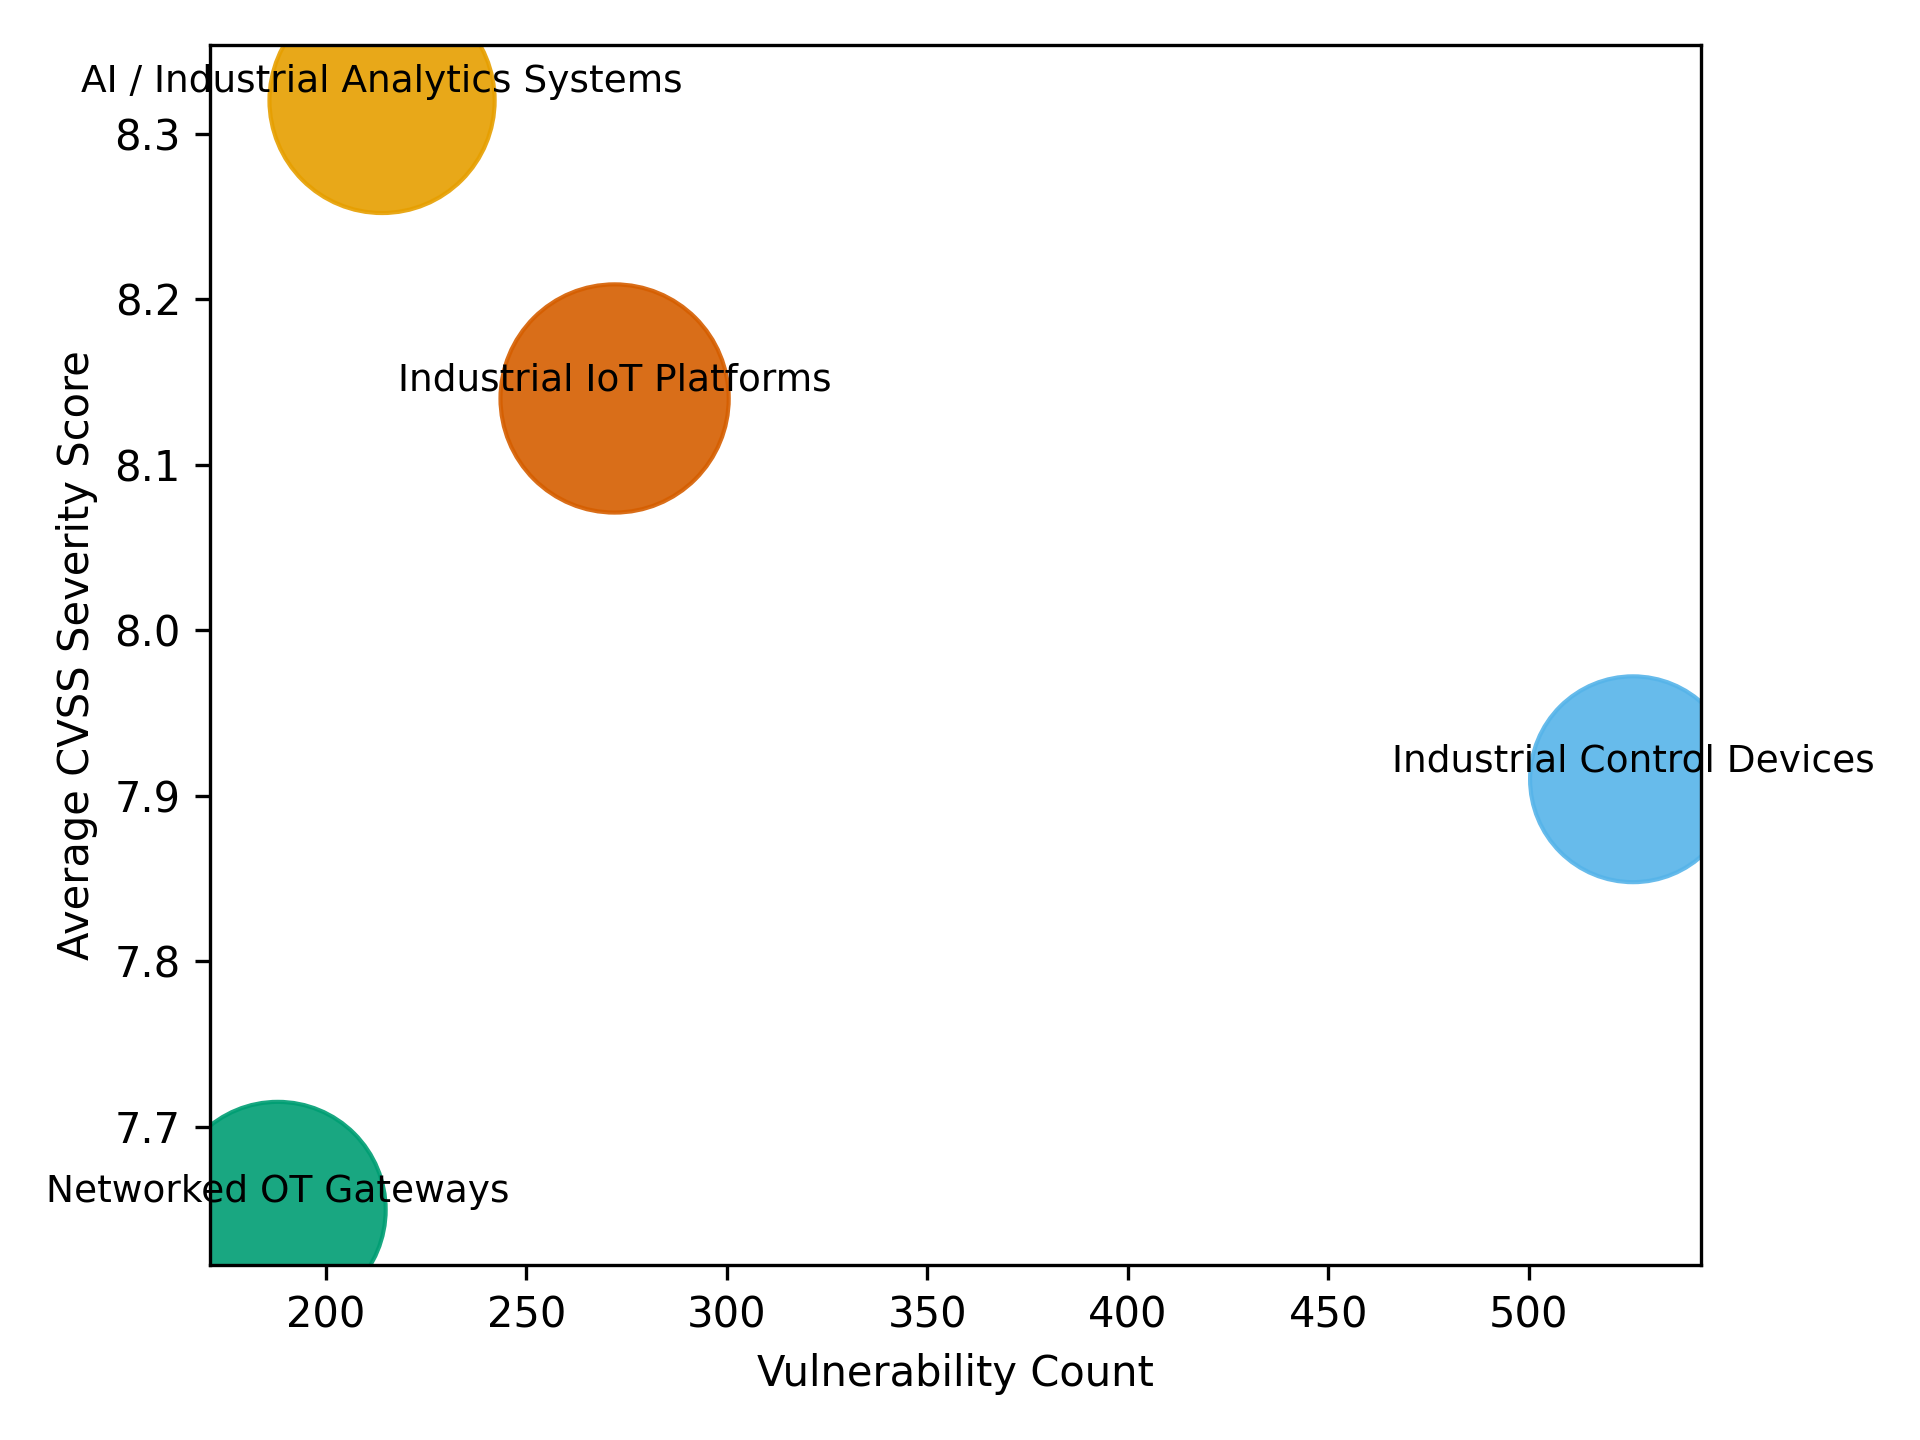 AI / Industrial Analytics Systems
8.3
8.2
Industrial IoT Platforms
8.1
8.0
Industrial Control Devices
7.9
7.8
7.7
Networked OT Gateways
Average CVSS Severity Score
200 250 300 350 400 450 500
Vulnerability Count